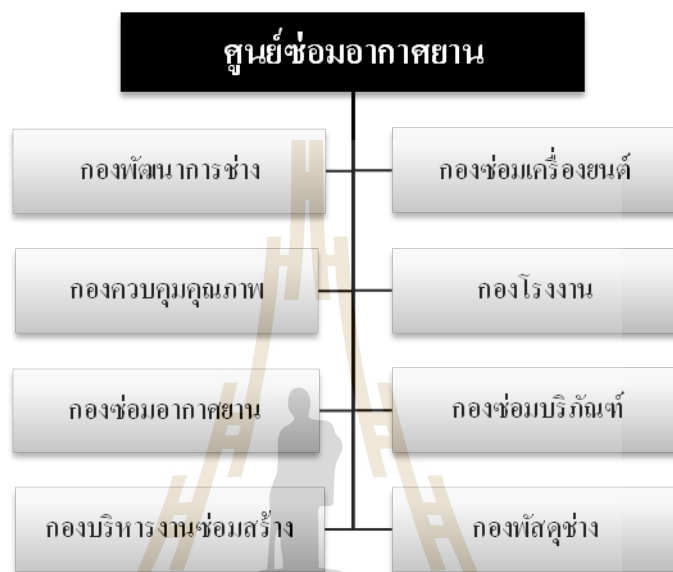 ศูนย์ซ่อมอากาศยาน
กองพัฒนาการช่าง
กองซ่อมเครื่องยนต์
กองควบคุมคุณภาพ
กองโรงงาน
กองซ่อมอากาศยาน
กองซ่อมบริภัณฑ์
กองบริหารงานซ่อมสร้าง
กองพัสดุช่าง